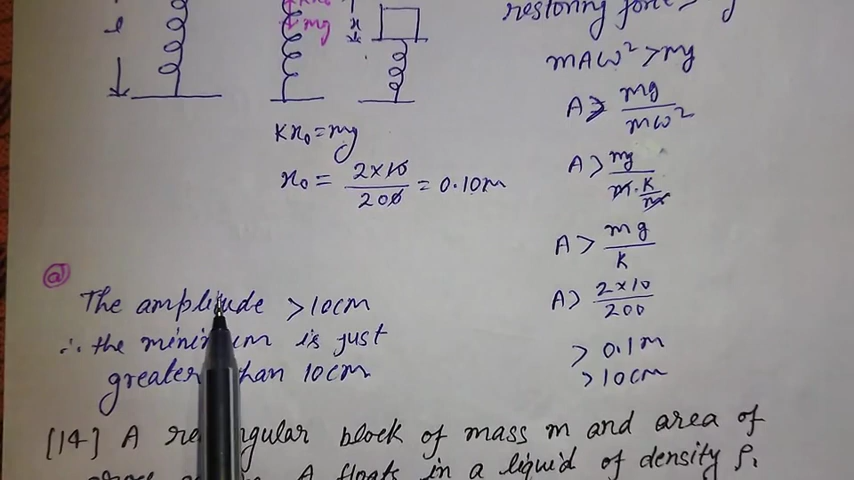 mg
x
restoring force >
mAω² > mg
A > mg / mω²
Kx₀ = mg
x₀ = 2×10 / 200 = 0.10m
A > mg / m·K/m
A > mg / K
A > 2×10 / 200
> 0.1m
> 10cm
(a)
The amplitude > 10cm
∴ the minimum is just
greater than 10cm
[14] A rectangular block of mass m and area of
A floats in a liquid of density ρ.